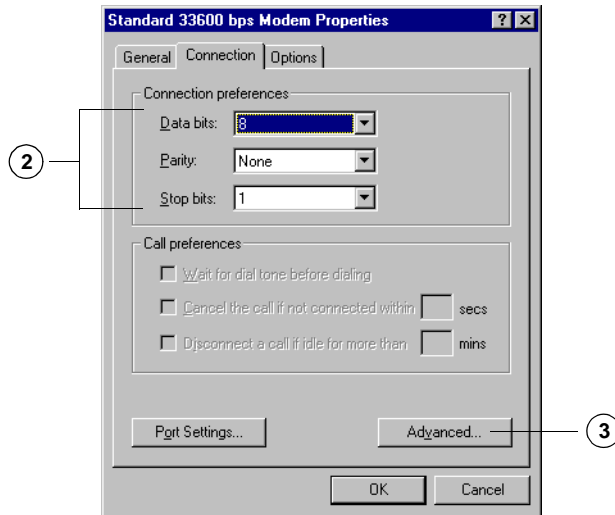 Standard 33600 bps Modem Properties
General Connection Options
Connection preferences
Data bits: 8
2
Parity: None
Stop bits: 1
Call preferences
Wait for dial tone before dialing
Cancel the call if not connected within secs
Disconnect a call if idle for more than mins
Port Settings... Advanced...
3
OK Cancel